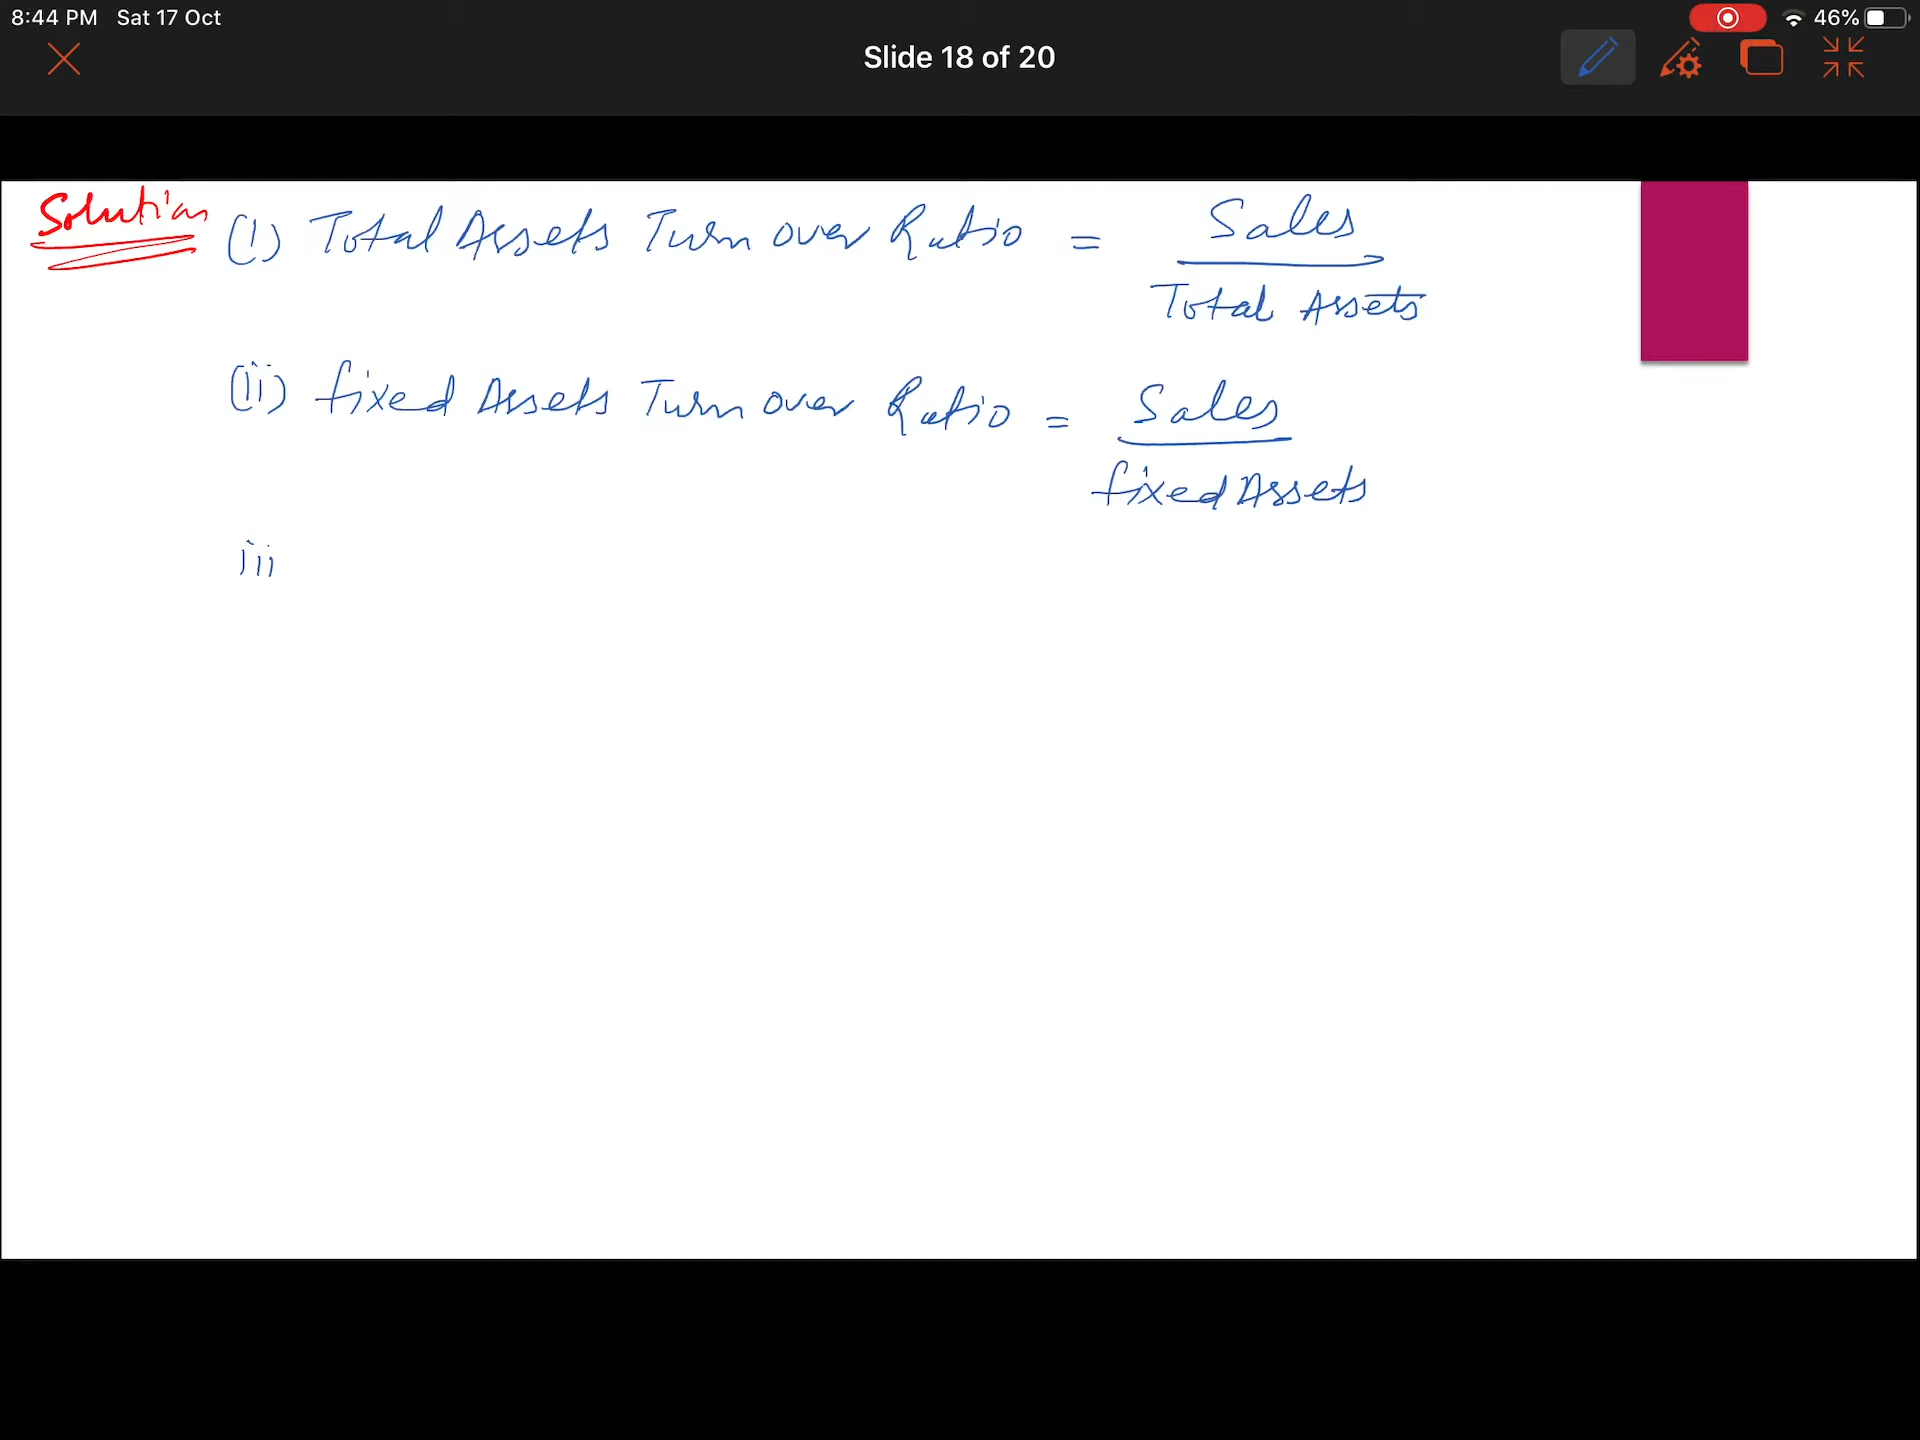 8:44 PM Sat 17 Oct
46%
Slide 18 of 20
Solution
(i) Total Assets Turn over Ratio = Sales
Total Assets
(ii) fixed Assets Turn over Ratio = Sales
fixed Assets
iii